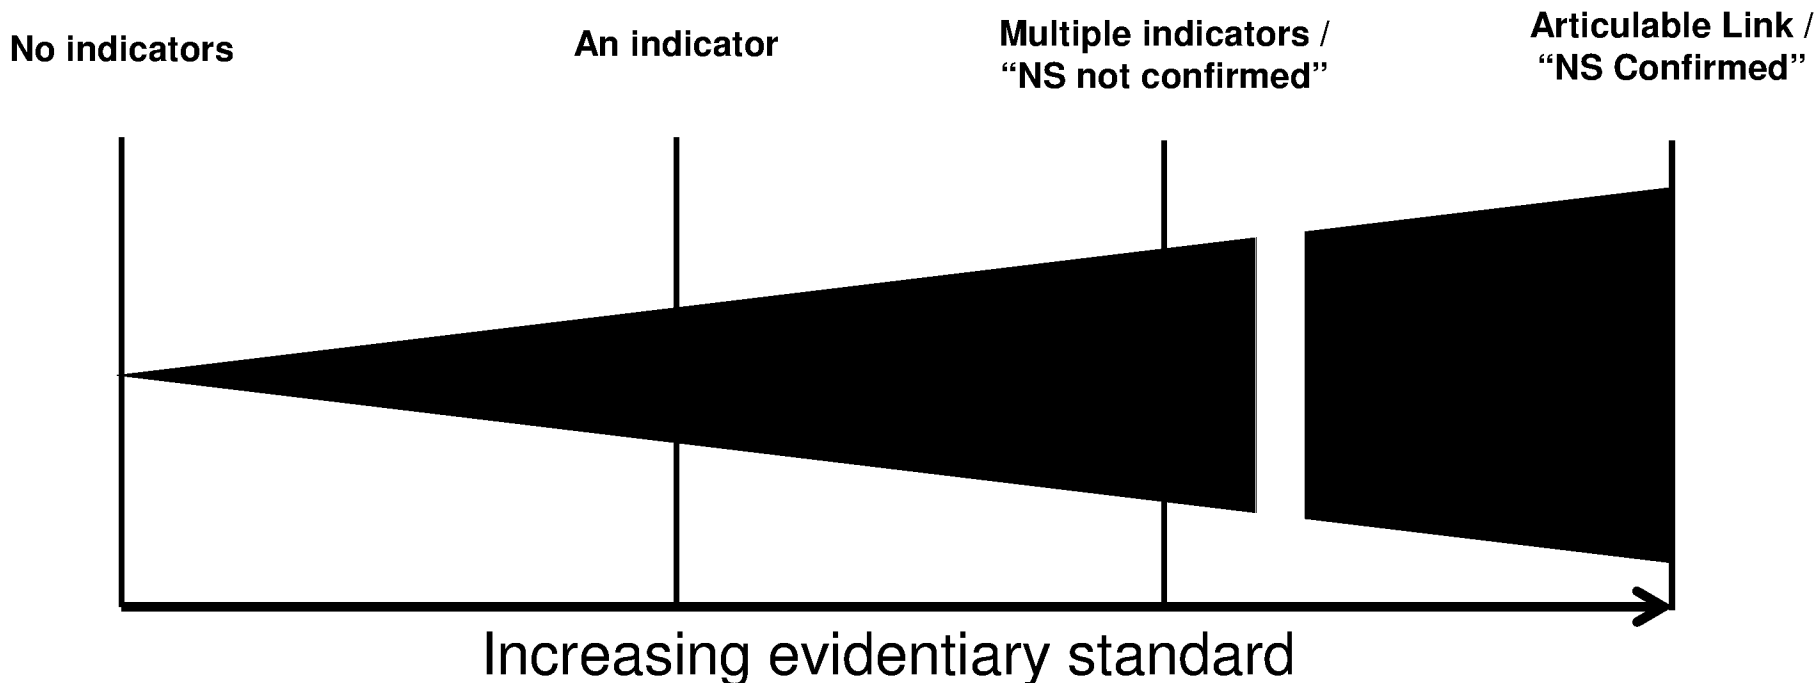 No indicators
An indicator
Multiple indicators /
“NS not confirmed”
Articulable Link /
“NS Confirmed”
Increasing evidentiary standard